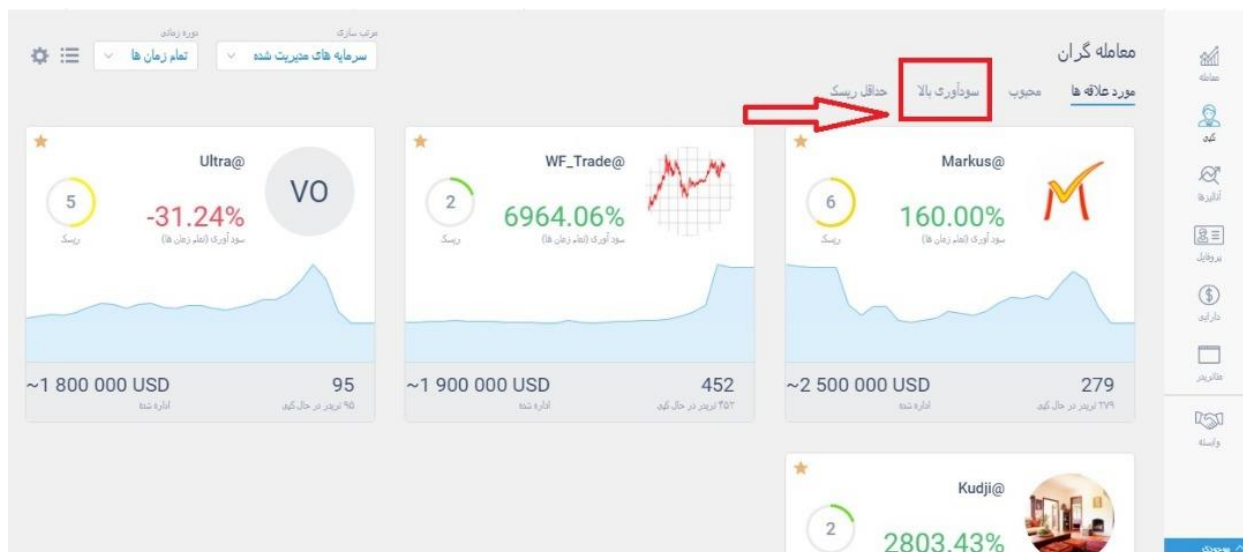 معامله گران
مرتب سازی
سرمایه های مدیریت شده
دوره زمانی
تمام زمان ها
مورد علاقه ها
محبوب
سودآوری بالا
حداقل ریسک
@Markus
160.00%
سود آوری (تمام زمان ها)
6
ریسک
279
۲۷۹ تریدر در حال کپی
~2 500 000 USD
اداره شده
@WF_Trade
6964.06%
سود آوری (تمام زمان ها)
2
ریسک
452
۴۵۲ تریدر در حال کپی
~1 900 000 USD
اداره شده
@Ultra
VO
-31.24%
سود آوری (تمام زمان ها)
5
ریسک
95
۹۵ تریدر در حال کپی
~1 800 000 USD
اداره شده
@Kudji
2803.43%
2
معامله
کپی
آنالیزها
پروفایل
دارایی
متاتریدر
وابسته
موجودی